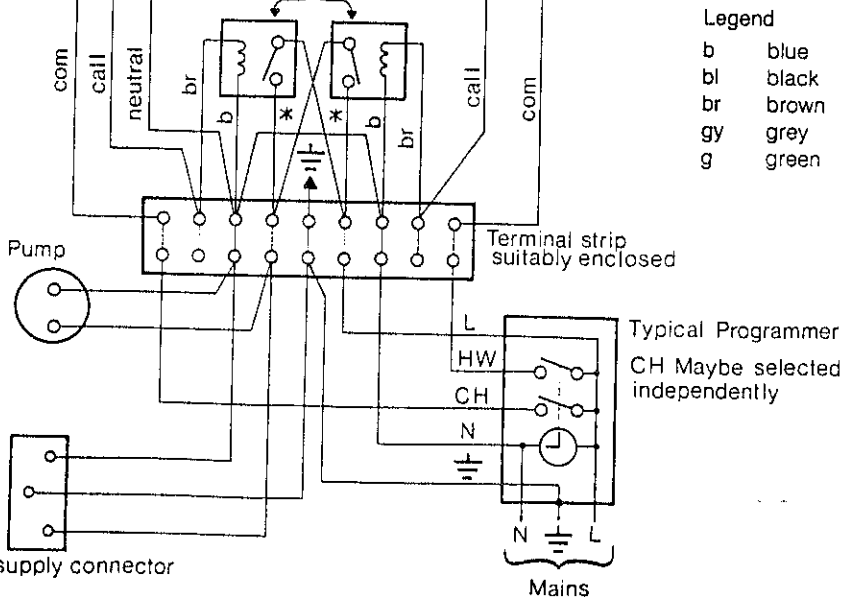 Legend
b blue
bl black
br brown
gy grey
g green
com
call
neutral
br
b
*
*
b
br
call
com
Terminal strip
suitably enclosed
Pump
L
HW
CH
N
Typical Programmer
CH Maybe selected
independently
supply connector
N
L
Mains